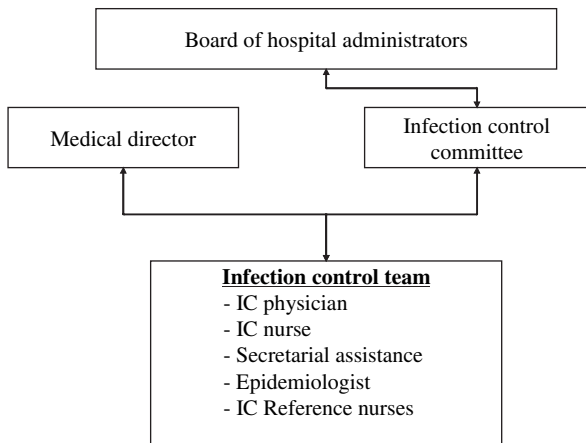 Board of hospital administrators
Medical director
Infection control
committee
Infection control team
- IC physician
- IC nurse
- Secretarial assistance
- Epidemiologist
- IC Reference nurses